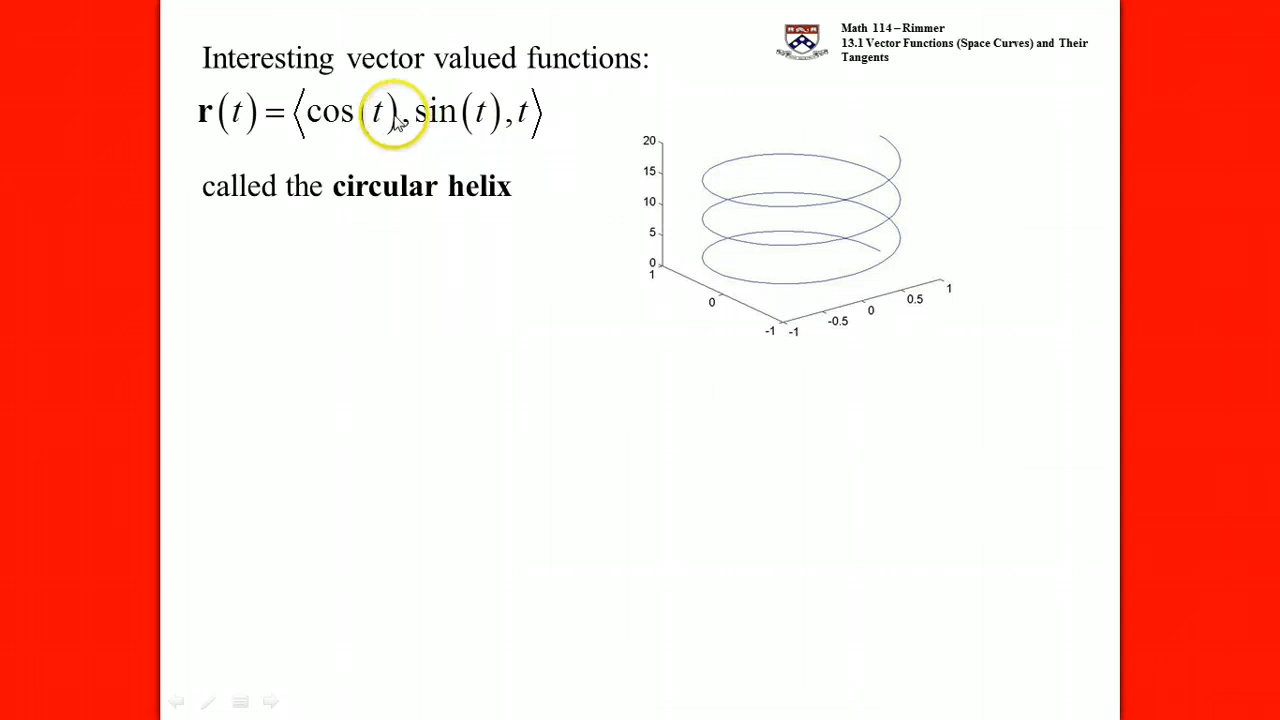 Math 114 – Rimmer
13.1 Vector Functions (Space Curves) and Their
Tangents
Interesting vector valued functions:
r(t) = ⟨cos(t), sin(t), t⟩
called the circular helix
20
15
10
5
0
1
0
-1
-1
-0.5
0
0.5
1